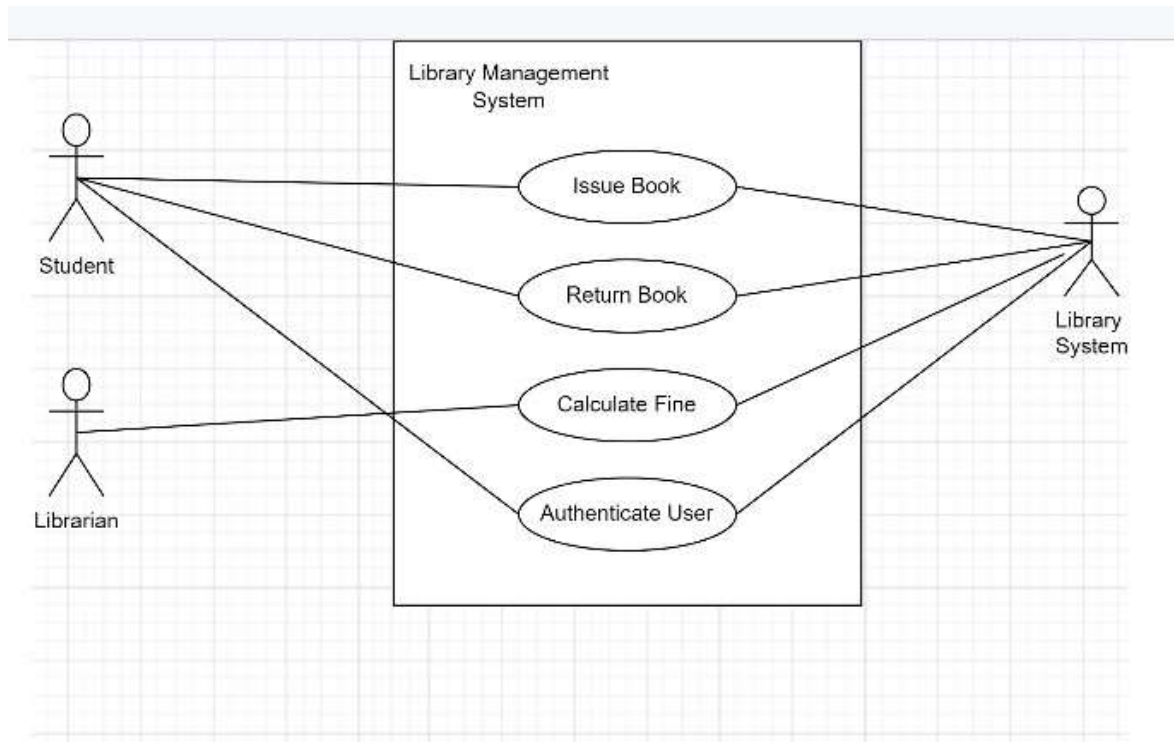 Library Management
System
Issue Book
Student
Return Book
Library
System
Calculate Fine
Librarian
Authenticate User